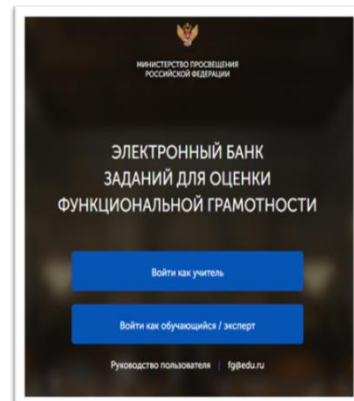 МИНИСТЕРСТВО ПРОСВЕЩЕНИЯ
РОССИЙСКОЙ ФЕДЕРАЦИИ
ЭЛЕКТРОННЫЙ БАНК
ЗАДАНИЙ ДЛЯ ОЦЕНКИ
ФУНКЦИОНАЛЬНОЙ ГРАМОТНОСТИ
Войти как учитель
Войти как обучающийся / эксперт
Руководство пользователя | fg@edu.ru